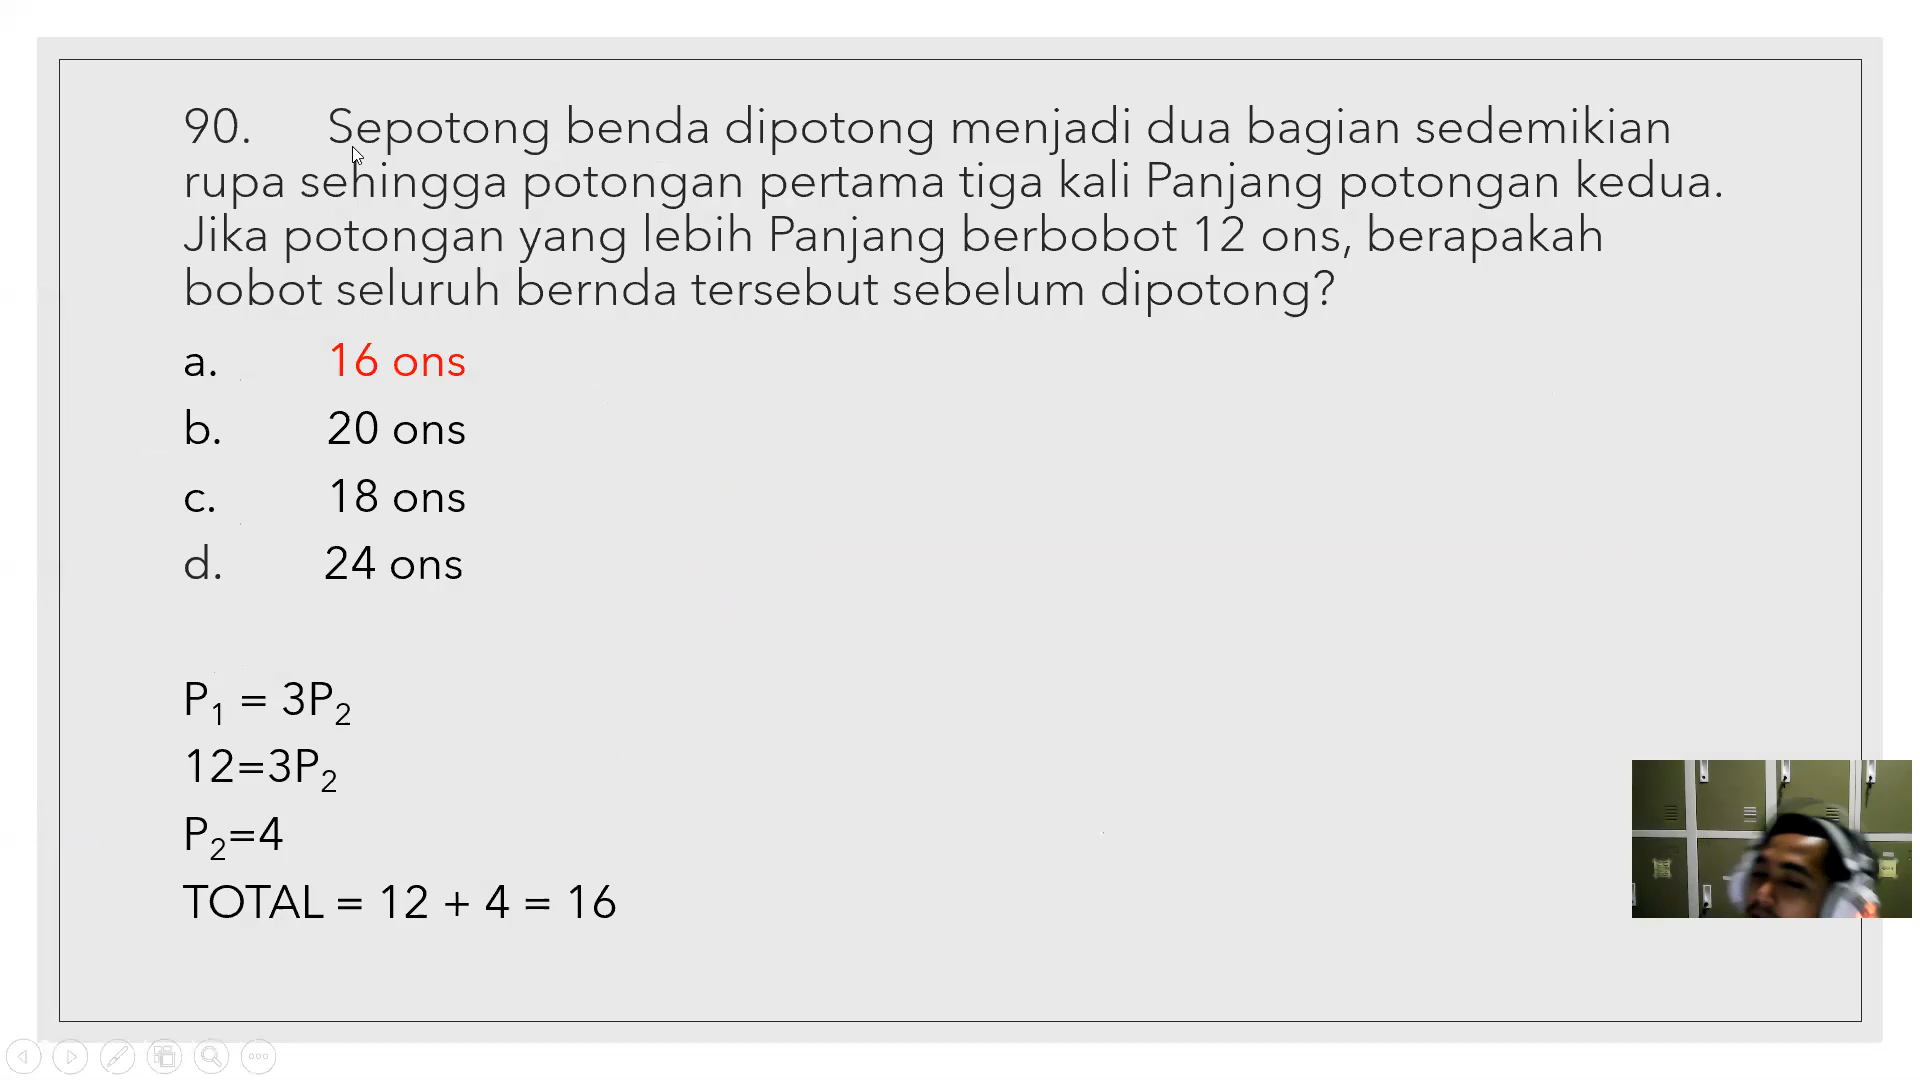 90. Sepotong benda dipotong menjadi dua bagian sedemikian
rupa sehingga potongan pertama tiga kali Panjang potongan kedua.
Jika potongan yang lebih Panjang berbobot 12 ons, berapakah
bobot seluruh bernda tersebut sebelum dipotong?
a. 16 ons
b. 20 ons
c. 18 ons
d. 24 ons
P₁ = 3P₂
12=3P₂
P₂=4
TOTAL = 12 + 4 = 16